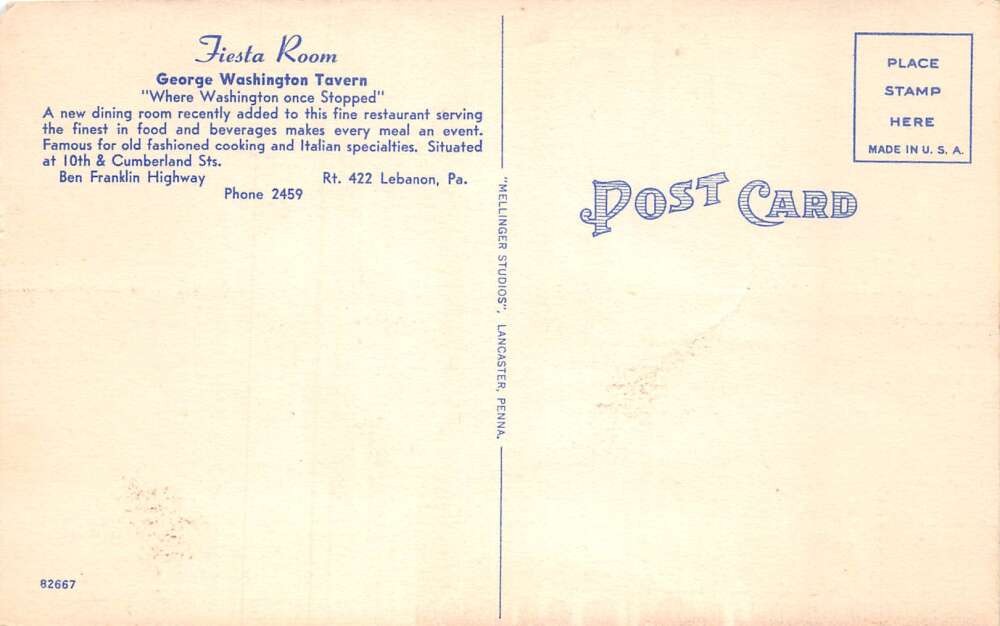 Fiesta Room
George Washington Tavern
"Where Washington once Stopped"
A new dining room recently added to this fine restaurant serving
the finest in food and beverages makes every meal an event.
Famous for old fashioned cooking and Italian specialties. Situated
at 10th & Cumberland Sts.
Ben Franklin Highway Rt. 422 Lebanon, Pa.
Phone 2459
82667
"MELLINGER STUDIOS", LANCASTER, PENNA.
POST CARD
PLACE
STAMP
HERE
MADE IN U. S. A.